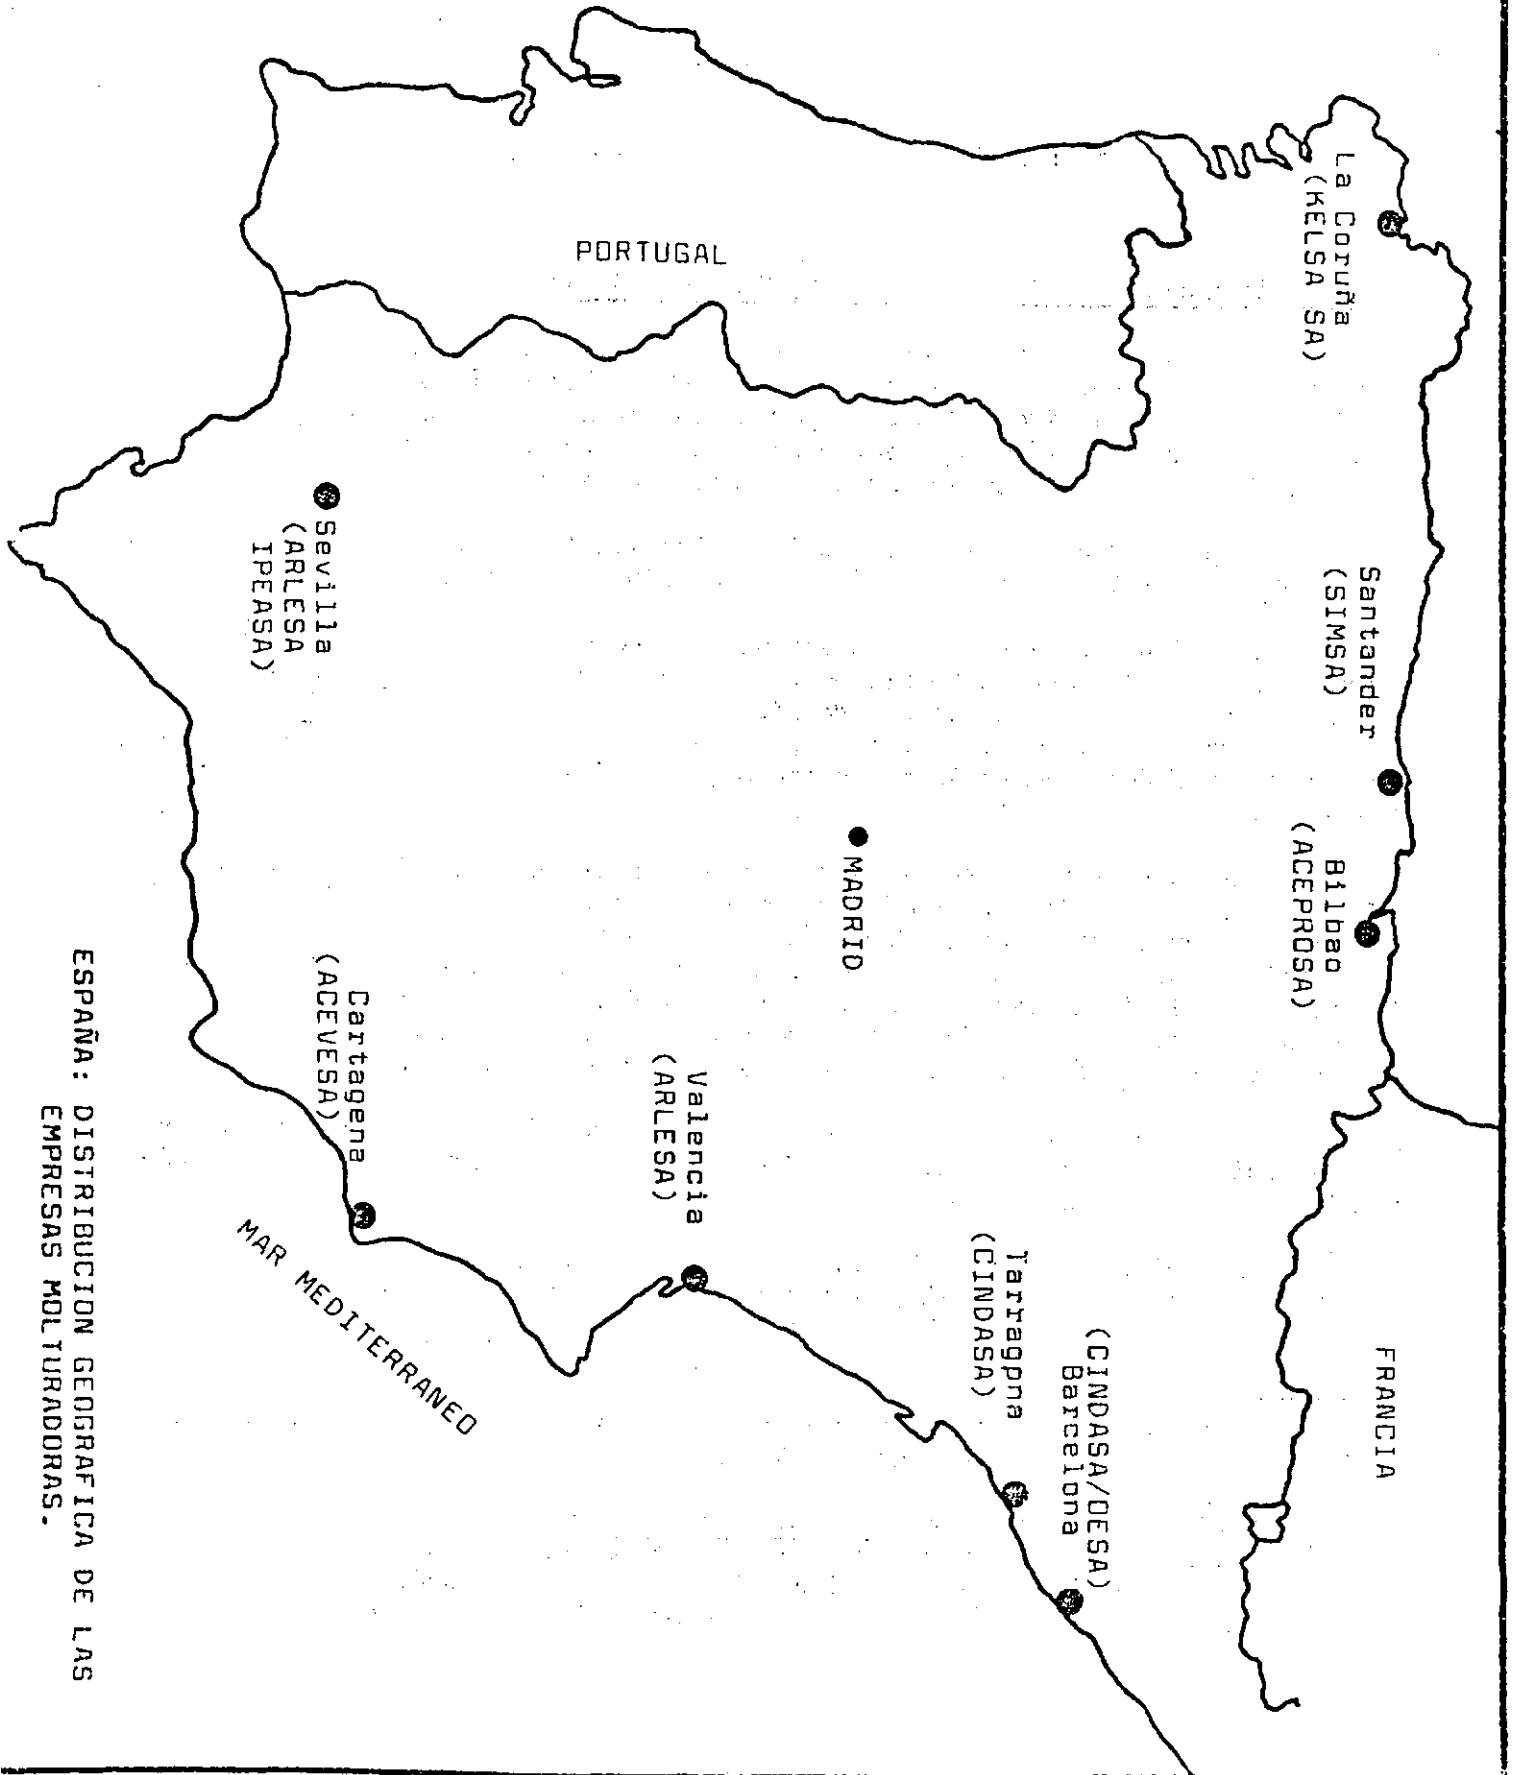 La Coruña
(KELSA SA)
Santander
(SIMSA)
Bilbao
(ACEPROSA)
FRANCIA
(CINDASA/OESA)
Barcelona
Tarragona
(CINDASA)
PORTUGAL
MADRID
Valencia
(ARLESA)
Sevilla
(ARLESA
IPEASA)
Cartagena
(ACEVESA)
MAR MEDITERRANEO
ESPAÑA: DISTRIBUCION GEOGRAFICA DE LAS
EMPRESAS MOLTURADORAS.